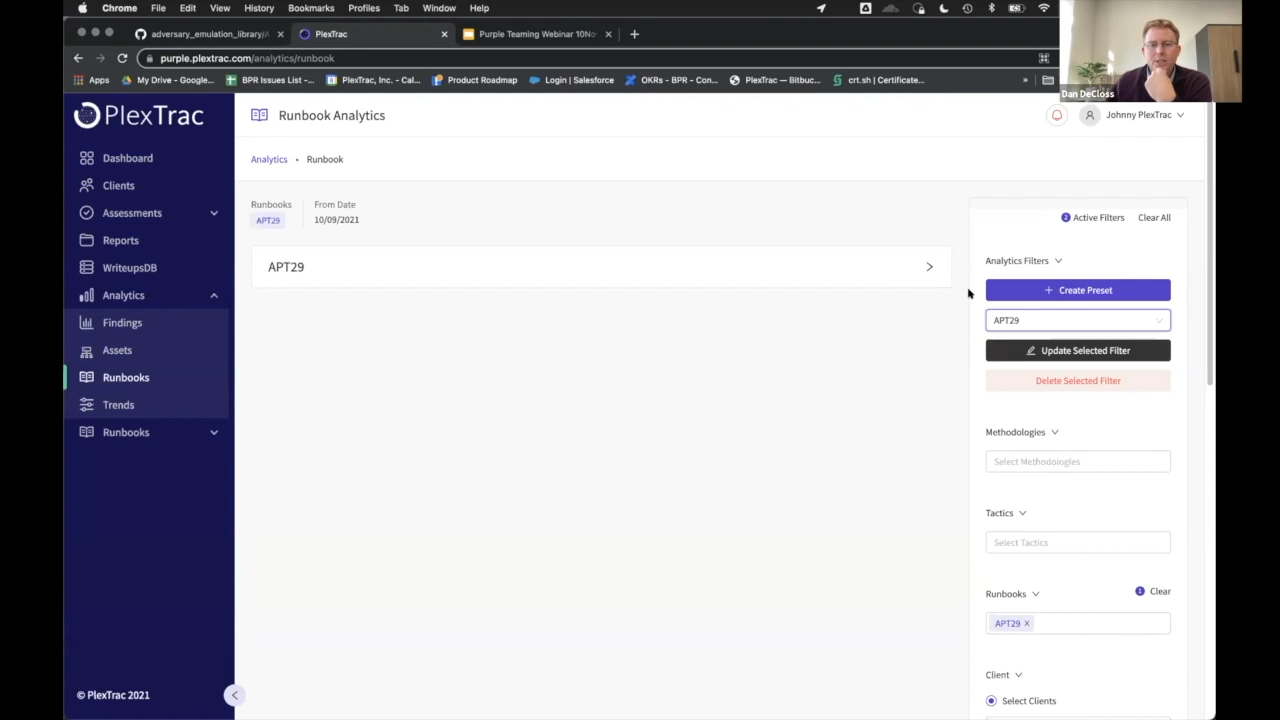 Chrome File Edit View History Bookmarks Profiles Tab Window Help
adversary_emulation_library/A
PlexTrac
Purple Teaming Webinar 10No
purple.plextrac.com/analytics/runbook
Apps
My Drive - Google...
BPR Issues List -...
PlexTrac, Inc. - Cal...
Product Roadmap
Login | Salesforce
OKRs - BPR - Con...
PlexTrac — Bitbuc...
crt.sh | Certificate...
»
Dan DeCloss
PlexTrac
Runbook Analytics
Johnny PlexTrac
Dashboard
Clients
Assessments
Reports
WriteupsDB
Analytics
Findings
Assets
Runbooks
Trends
Runbooks
© PlexTrac 2021
Analytics • Runbook
Runbooks
APT29
From Date
10/09/2021
APT29
2 Active Filters
Clear All
Analytics Filters
+ Create Preset
APT29
Update Selected Filter
Delete Selected Filter
Methodologies
Select Methodologies
Tactics
Select Tactics
Runbooks
1 Clear
APT29 ×
Client
Select Clients